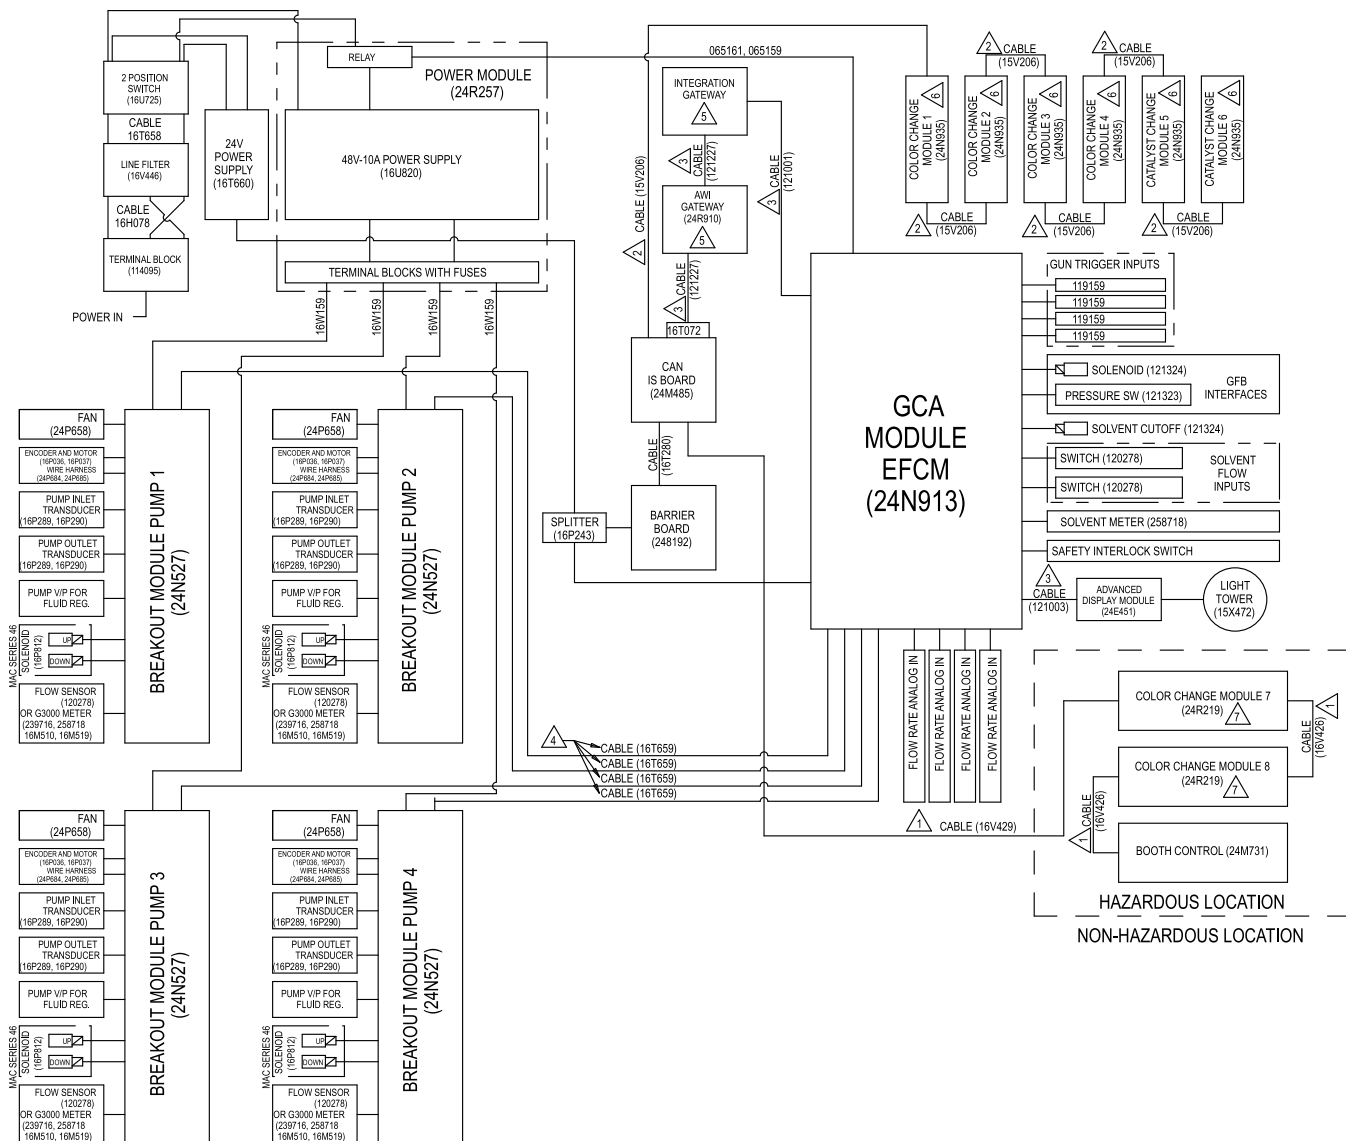 RELAY
POWER MODULE
(24R257)
2 POSITION
SWITCH
(16U725)
CABLE
16T658
LINE FILTER
(16V446)
CABLE
16H078
TERMINAL BLOCK
(114095)
POWER IN
24V
POWER
SUPPLY
(16T660)
48V-10A POWER SUPPLY
(16U820)
TERMINAL BLOCKS WITH FUSES
16W159
16W159
16W159
16W159
065161, 065159
INTEGRATION
GATEWAY
5
3
CABLE
(121227)
AWI
GATEWAY
(24R910)
5
3
CABLE
(121001)
2
CABLE (15V206)
3
CABLE
(121227)
16T072
CAN
IS BOARD
(24M485)
CABLE
(16T280)
BARRIER
BOARD
(248192)
SPLITTER
(16P243)
2
CABLE
(15V206)
2
CABLE
(15V206)
COLOR CHANGE
MODULE 1
(24N935)
6
COLOR CHANGE
MODULE 2
(24N935)
6
COLOR CHANGE
MODULE 3
(24N935)
6
COLOR CHANGE
MODULE 4
(24N935)
6
CATALYST CHANGE
MODULE 5
(24N935)
6
CATALYST CHANGE
MODULE 6
(24N935)
6
2
CABLE
(15V206)
2
CABLE
(15V206)
2
CABLE
(15V206)
GCA
MODULE
EFCM
(24N913)
GUN TRIGGER INPUTS
119159
119159
119159
119159
SOLENOID (121324)
PRESSURE SW (121323)
GFB
INTERFACES
SOLVENT CUTOFF (121324)
SWITCH (120278)
SWITCH (120278)
SOLVENT
FLOW
INPUTS
SOLVENT METER (258718)
SAFETY INTERLOCK SWITCH
3
CABLE
(121003)
ADVANCED
DISPLAY MODULE
(24E451)
LIGHT
TOWER
(15X472)
FLOW RATE ANALOG IN
FLOW RATE ANALOG IN
FLOW RATE ANALOG IN
FLOW RATE ANALOG IN
COLOR CHANGE MODULE 7
(24R219)
7
1
CABLE
(16V426)
COLOR CHANGE MODULE 8
(24R219)
7
1
CABLE
(16V426)
BOOTH CONTROL (24M731)
HAZARDOUS LOCATION
NON-HAZARDOUS LOCATION
1
CABLE (16V429)
4
CABLE (16T659)
CABLE (16T659)
CABLE (16T659)
CABLE (16T659)
FAN
(24P658)
ENCODER AND MOTOR
(16P036, 16P037)
WIRE HARNESS
(24P684, 24P685)
PUMP INLET
TRANSDUCER
(16P289, 16P290)
PUMP OUTLET
TRANSDUCER
(16P289, 16P290)
PUMP V/P FOR
FLUID REG.
MAC SERIES 46
SOLENOID
(16P812)
UP
DOWN
FLOW SENSOR
(120278)
OR G3000 METER
(239716, 258718
16M510, 16M519)
BREAKOUT MODULE PUMP 1
(24N527)
FAN
(24P658)
ENCODER AND MOTOR
(16P036, 16P037)
WIRE HARNESS
(24P684, 24P685)
PUMP INLET
TRANSDUCER
(16P289, 16P290)
PUMP OUTLET
TRANSDUCER
(16P289, 16P290)
PUMP V/P FOR
FLUID REG.
MAC SERIES 46
SOLENOID
(16P812)
UP
DOWN
FLOW SENSOR
(120278)
OR G3000 METER
(239716, 258718
16M510, 16M519)
BREAKOUT MODULE PUMP 2
(24N527)
FAN
(24P658)
ENCODER AND MOTOR
(16P036, 16P037)
WIRE HARNESS
(24P684, 24P685)
PUMP INLET
TRANSDUCER
(16P289, 16P290)
PUMP OUTLET
TRANSDUCER
(16P289, 16P290)
PUMP V/P FOR
FLUID REG.
MAC SERIES 46
SOLENOID
(16P812)
UP
DOWN
FLOW SENSOR
(120278)
OR G3000 METER
(239716, 258718
16M510, 16M519)
BREAKOUT MODULE PUMP 3
(24N527)
FAN
(24P658)
ENCODER AND MOTOR
(16P036, 16P037)
WIRE HARNESS
(24P684, 24P685)
PUMP INLET
TRANSDUCER
(16P289, 16P290)
PUMP OUTLET
TRANSDUCER
(16P289, 16P290)
PUMP V/P FOR
FLUID REG.
MAC SERIES 46
SOLENOID
(16P812)
UP
DOWN
FLOW SENSOR
(120278)
OR G3000 METER
(239716, 258718
16M510, 16M519)
BREAKOUT MODULE PUMP 4
(24N527)